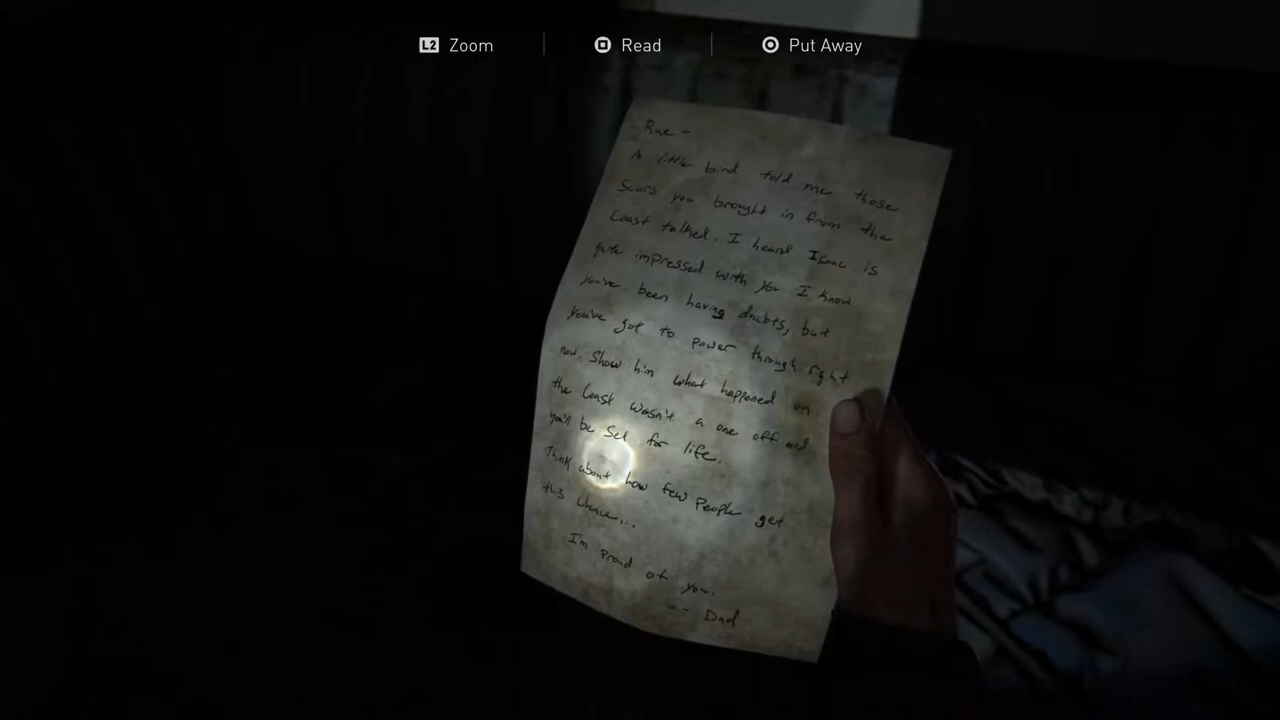 L2 Zoom Read Put Away
Rue -
A little bird told me those
Scars you brought in from the
Coast talked. I heard Isaac is
quite impressed with you I know
you've been having doubts, but
you've got to power through right
now. Show him what happened on
the Coast wasn't a one off and
you'll be set for life.
Think about how few people get
this Chance...
I'm proud of you.
-- Dad